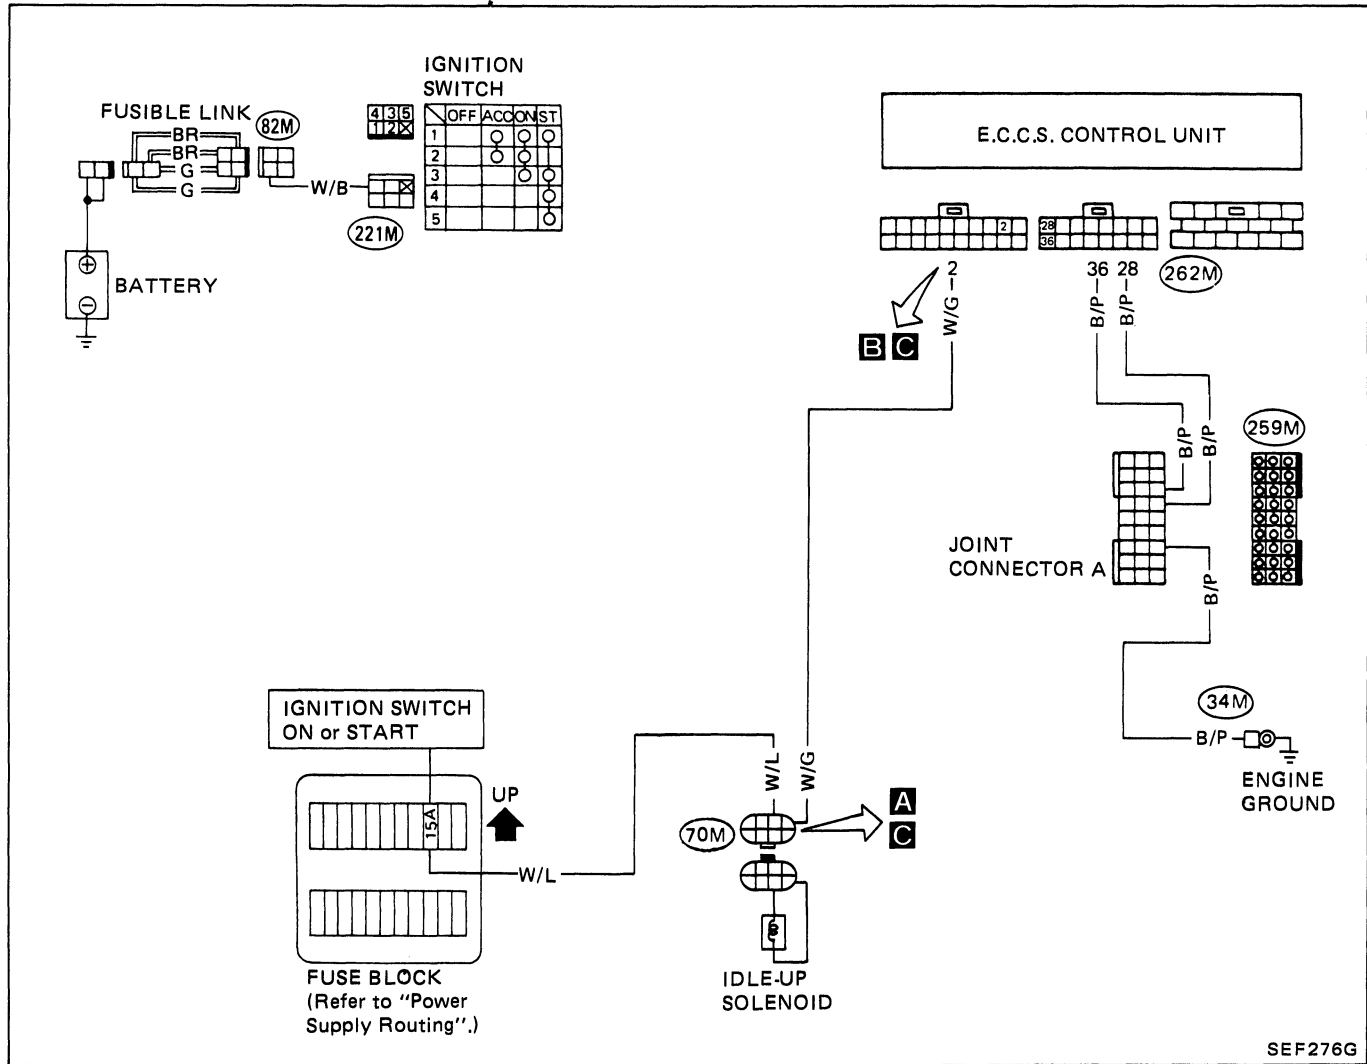 IGNITION
SWITCH
FUSIBLE LINK
82M
BR
BR
G
G
W/B
4 3 5
1 2
221M
OFF ACC ON ST
1
2
3
4
5
BATTERY
E.C.C.S. CONTROL UNIT
2
28
36
2
36 28
262M
W/G
B/P
B/P
B C
B/P
B/P
259M
JOINT
CONNECTOR A
B/P
34M
B/P
ENGINE
GROUND
IGNITION SWITCH
ON or START
UP
15A
W/L
W/L
W/G
70M
A
C
FUSE BLOCK
(Refer to "Power
Supply Routing".)
IDLE-UP
SOLENOID
SEF276G